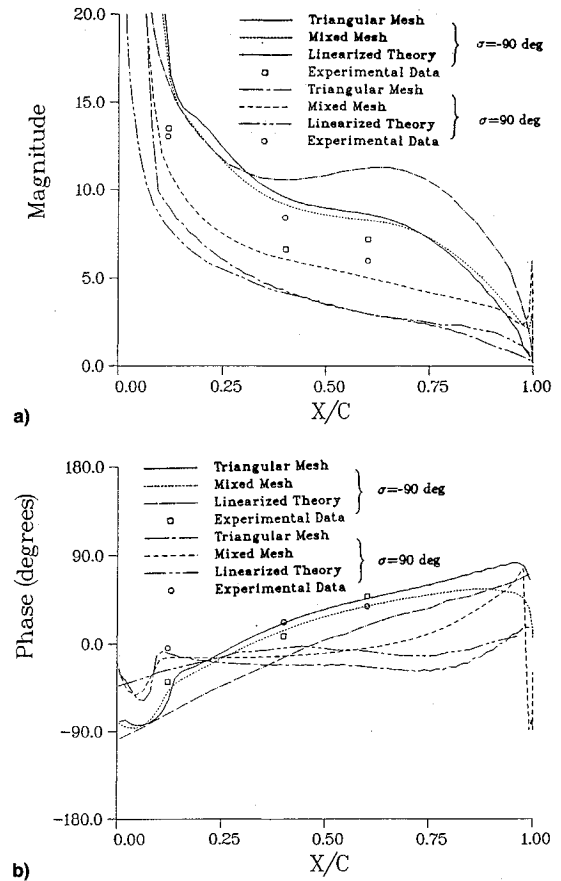 20.0
15.0
10.0
5.0
0.0
Magnitude
Triangular Mesh
Mixed Mesh
Linearized Theory
Experimental Data
σ=-90 deg
Triangular Mesh
Mixed Mesh
Linearized Theory
Experimental Data
σ=90 deg
0.00 0.25 0.50 0.75 1.00
X/C
a)
180.0
90.0
0.0
-90.0
-180.0
Phase (degrees)
Triangular Mesh
Mixed Mesh
Linearized Theory
Experimental Data
σ=-90 deg
Triangular Mesh
Mixed Mesh
Linearized Theory
Experimental Data
σ=90 deg
0.00 0.25 0.50 0.75 1.00
X/C
b)